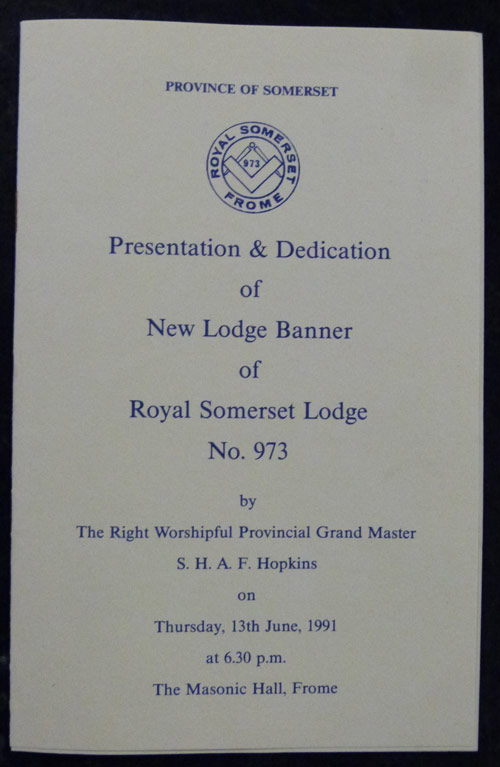 PROVINCE OF SOMERSET
ROYAL SOMERSET
973
FROME
Presentation & Dedication
of
New Lodge Banner
of
Royal Somerset Lodge
No. 973
by
The Right Worshipful Provincial Grand Master
S. H. A. F. Hopkins
on
Thursday, 13th June, 1991
at 6.30 p.m.
The Masonic Hall, Frome